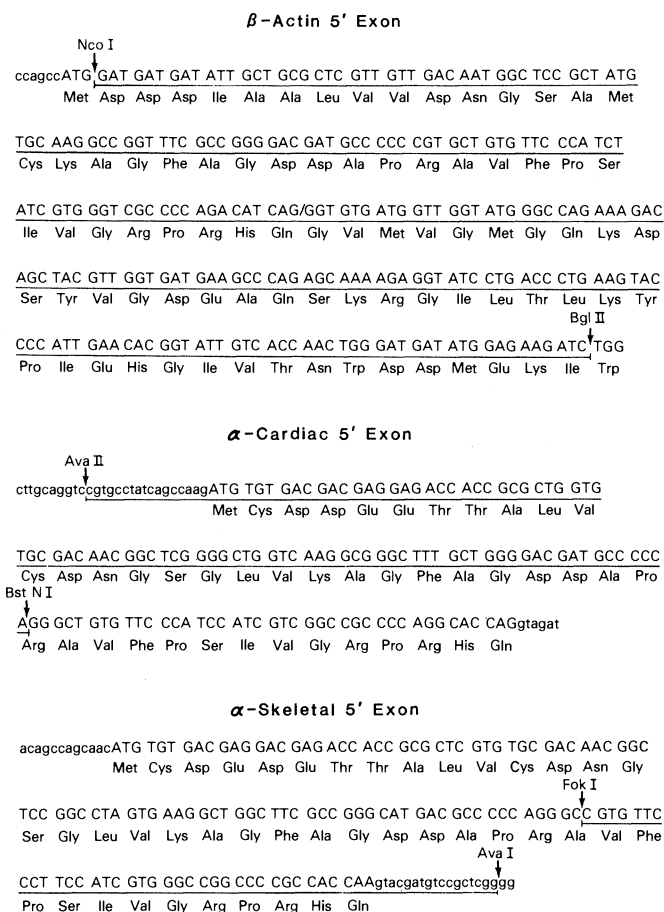 β-Actin 5' Exon
Nco I
ccagccATG GAT GAT GAT ATT GCT GCG CTC GTT GTT GAC AAT GGC TCC GCT ATG
Met Asp Asp Asp Ile Ala Ala Leu Val Val Asp Asn Gly Ser Ala Met
TGC AAG GCC GGT TTC GCC GGG GAC GAT GCC CCC CGT GCT GTG TTC CCA TCT
Cys Lys Ala Gly Phe Ala Gly Asp Asp Ala Pro Arg Ala Val Phe Pro Ser
ATC GTG GGT CGC CCC AGA CAT CAG/GGT GTG ATG GTT GGT ATG GGC CAG AAA GAC
Ile Val Gly Arg Pro Arg His Gln Gly Val Met Val Gly Met Gly Gln Lys Asp
AGC TAC GTT GGT GAT GAA GCC CAG AGC AAA AGA GGT ATC CTG ACC CTG AAG TAC
Ser Tyr Val Gly Asp Glu Ala Gln Ser Lys Arg Gly Ile Leu Thr Leu Lys Tyr
Bgl II
CCC ATT GAA CAC GGT ATT GTC ACC AAC TGG GAT GAT ATG GAG AAG ATC TGG
Pro Ile Glu His Gly Ile Val Thr Asn Trp Asp Asp Met Glu Lys Ile Trp
α-Cardiac 5' Exon
Ava II
cttgcaggtccgtgcctatcagccaagATG TGT GAC GAC GAG GAG ACC ACC GCG CTG GTG
Met Cys Asp Asp Glu Glu Thr Thr Ala Leu Val
TGC GAC AAC GGC TCG GGG CTG GTC AAG GCG GGC TTT GCT GGG GAC GAT GCC CCC
Cys Asp Asn Gly Ser Gly Leu Val Lys Ala Gly Phe Ala Gly Asp Asp Ala Pro
Bst N I
AGG GCT GTG TTC CCA TCC ATC GTC GGC CGC CCC AGG CAC CAGgtagat
Arg Ala Val Phe Pro Ser Ile Val Gly Arg Pro Arg His Gln
α-Skeletal 5' Exon
acagccagcaacATG TGT GAC GAG GAC GAG ACC ACC GCG CTC GTG TGC GAC AAC GGC
Met Cys Asp Glu Asp Glu Thr Thr Ala Leu Val Cys Asp Asn Gly
Fok I
TCC GGC CTA GTG AAG GCT GGC TTC GCC GGG CAT GAC GCC CCC AGG GCC GTG TTC
Ser Gly Leu Val Lys Ala Gly Phe Ala Gly Asp Asp Ala Pro Arg Ala Val Phe
Ava I
CCT TCC ATC GTG GGC CGG CCC CGC CAC CAAgtacgatgtccgctcgggg
Pro Ser Ile Val Gly Arg Pro Arg His Gln